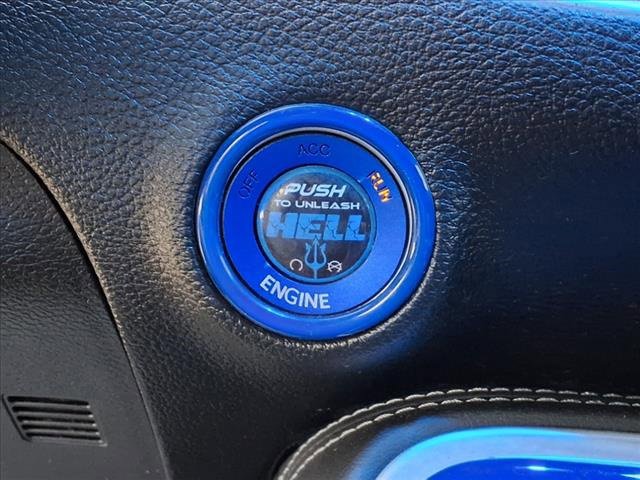 OFF
ACC
RUN
PUSH
TO UNLEASH
HELL
ENGINE